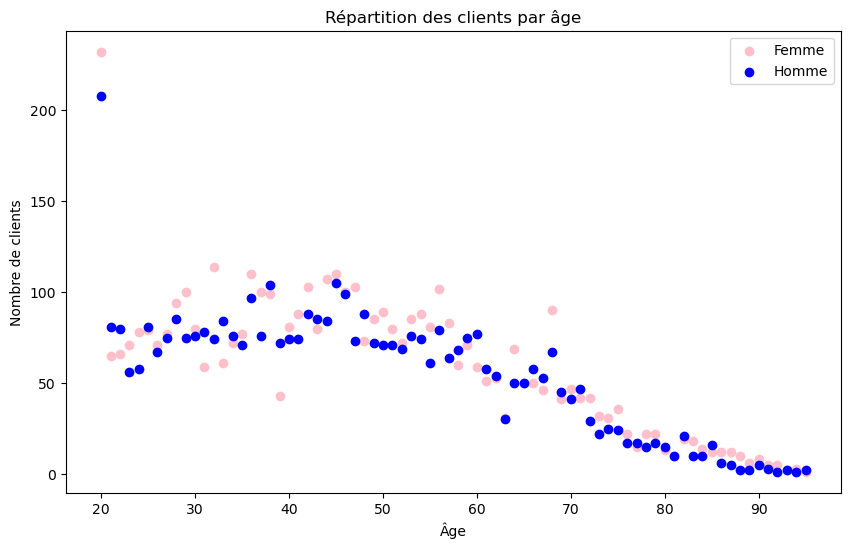 Répartition des clients par âge
Femme
Homme
Nombre de clients
200
150
100
50
0
20 30 40 50 60 70 80 90
Âge